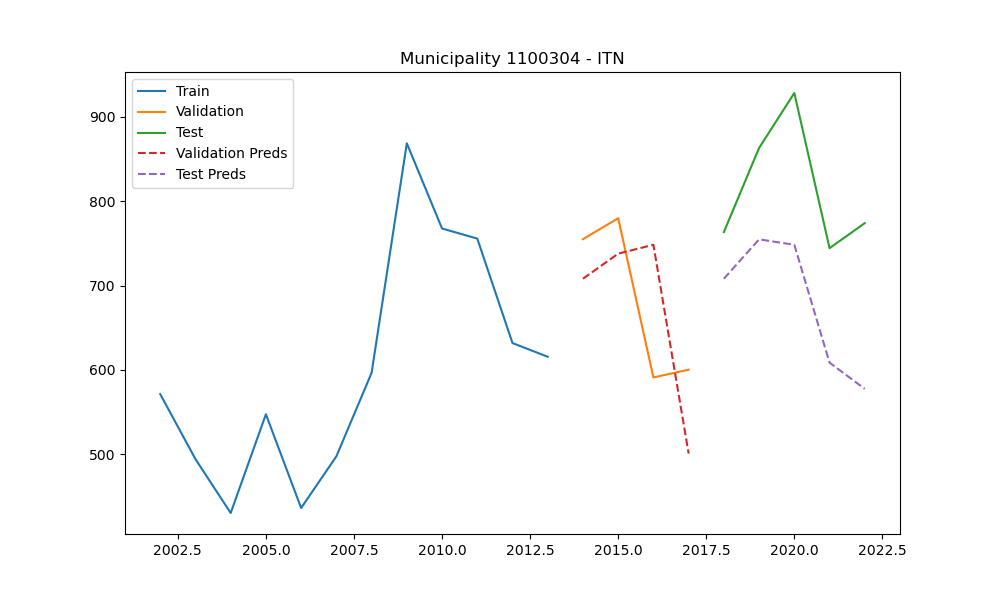 Municipality 1100304 - ITN
Train
Validation
Test
Validation Preds
Test Preds
900
800
700
600
500
2002.5 2005.0 2007.5 2010.0 2012.5 2015.0 2017.5 2020.0 2022.5